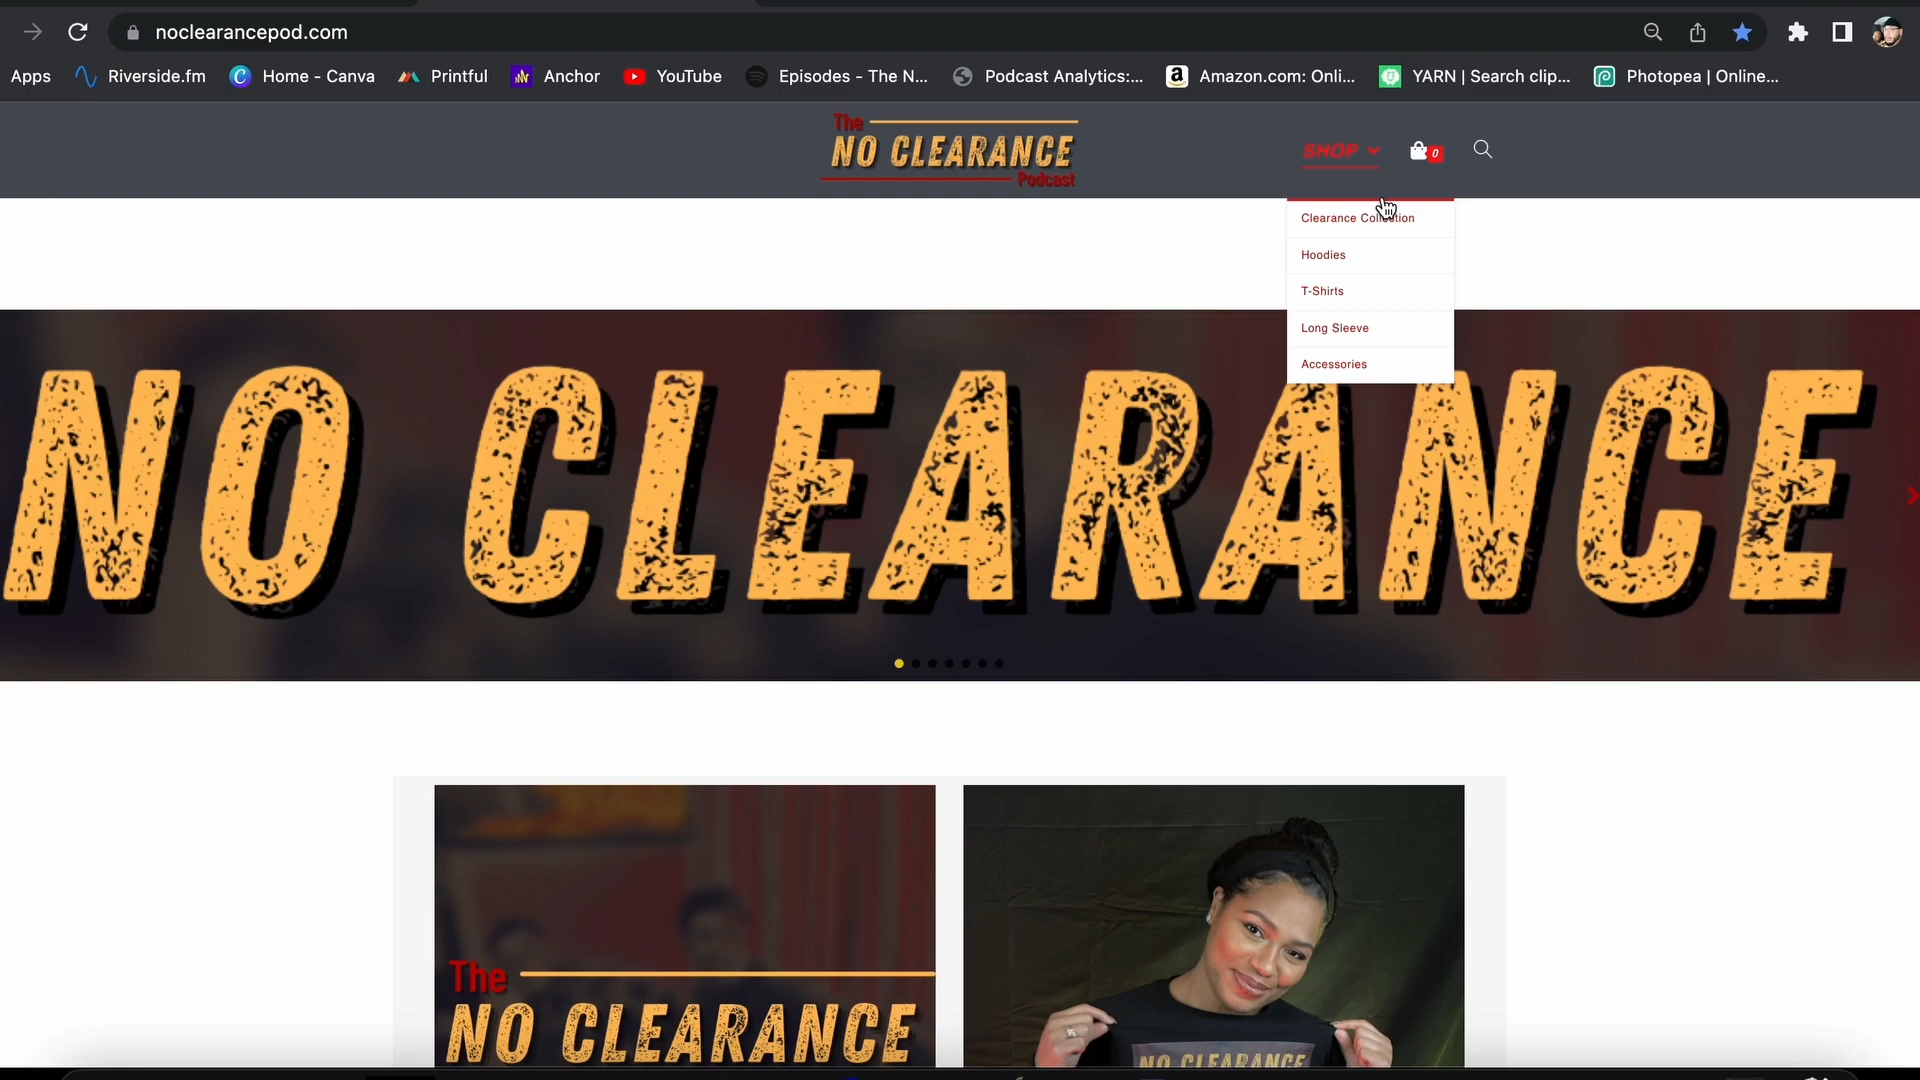 noclearancepod.com
Apps Riverside.fm Home - Canva Printful Anchor YouTube Episodes - The N... Podcast Analytics:... Amazon.com: Onli... YARN | Search clip... Photopea | Online...
The
NO CLEARANCE
Podcast
SHOP 0
Clearance Collection
Hoodies
T-Shirts
Long Sleeve
Accessories
NO CLEARANCE
The
NO CLEARANCE
NO CLEARANCE